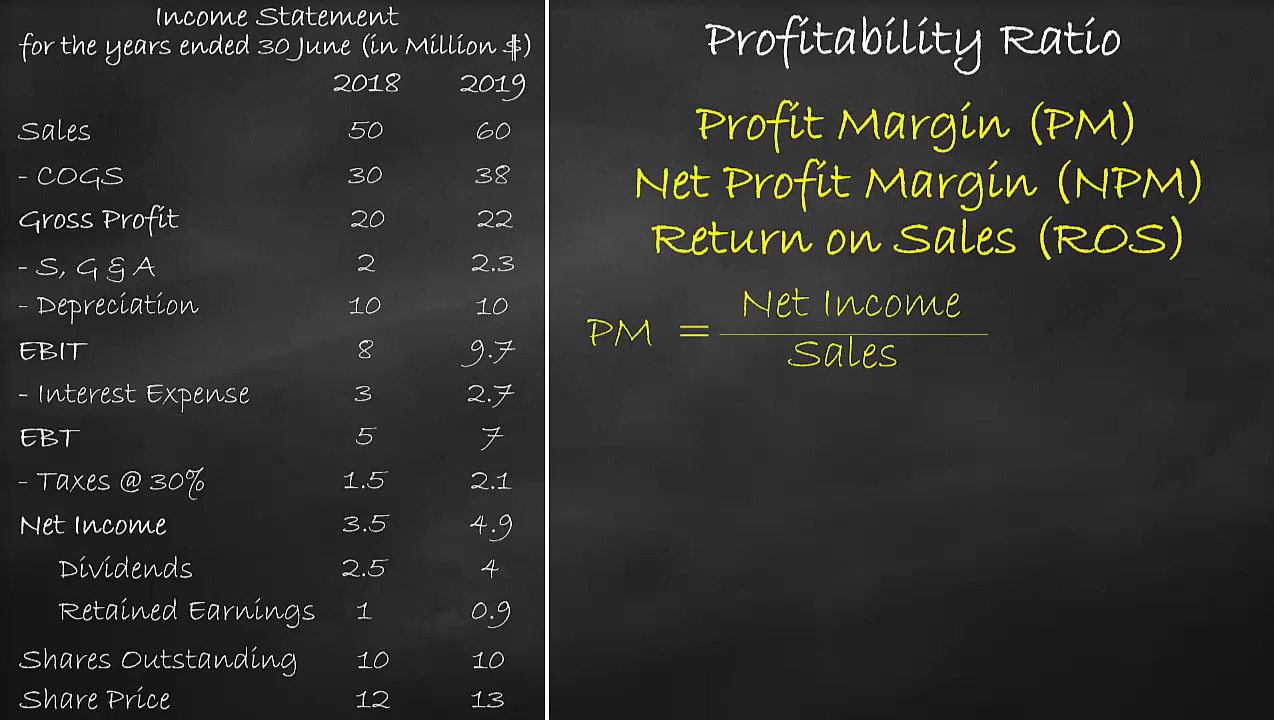 Income Statement
for the years ended 30 June (in Million $)
2018 2019
Sales 50 60
- COGS 30 38
Gross Profit 20 22
- S, G & A 2 2.3
- Depreciation 10 10
EBIT 8 9.7
- Interest Expense 3 2.7
EBT 5 7
- Taxes @ 30% 1.5 2.1
Net Income 3.5 4.9
Dividends 2.5 4
Retained Earnings 1 0.9
Shares Outstanding 10 10
Share Price 12 13
Profitability Ratio
Profit Margin (PM)
Net Profit Margin (NPM)
Return on Sales (ROS)
Net Income
PM =
Sales